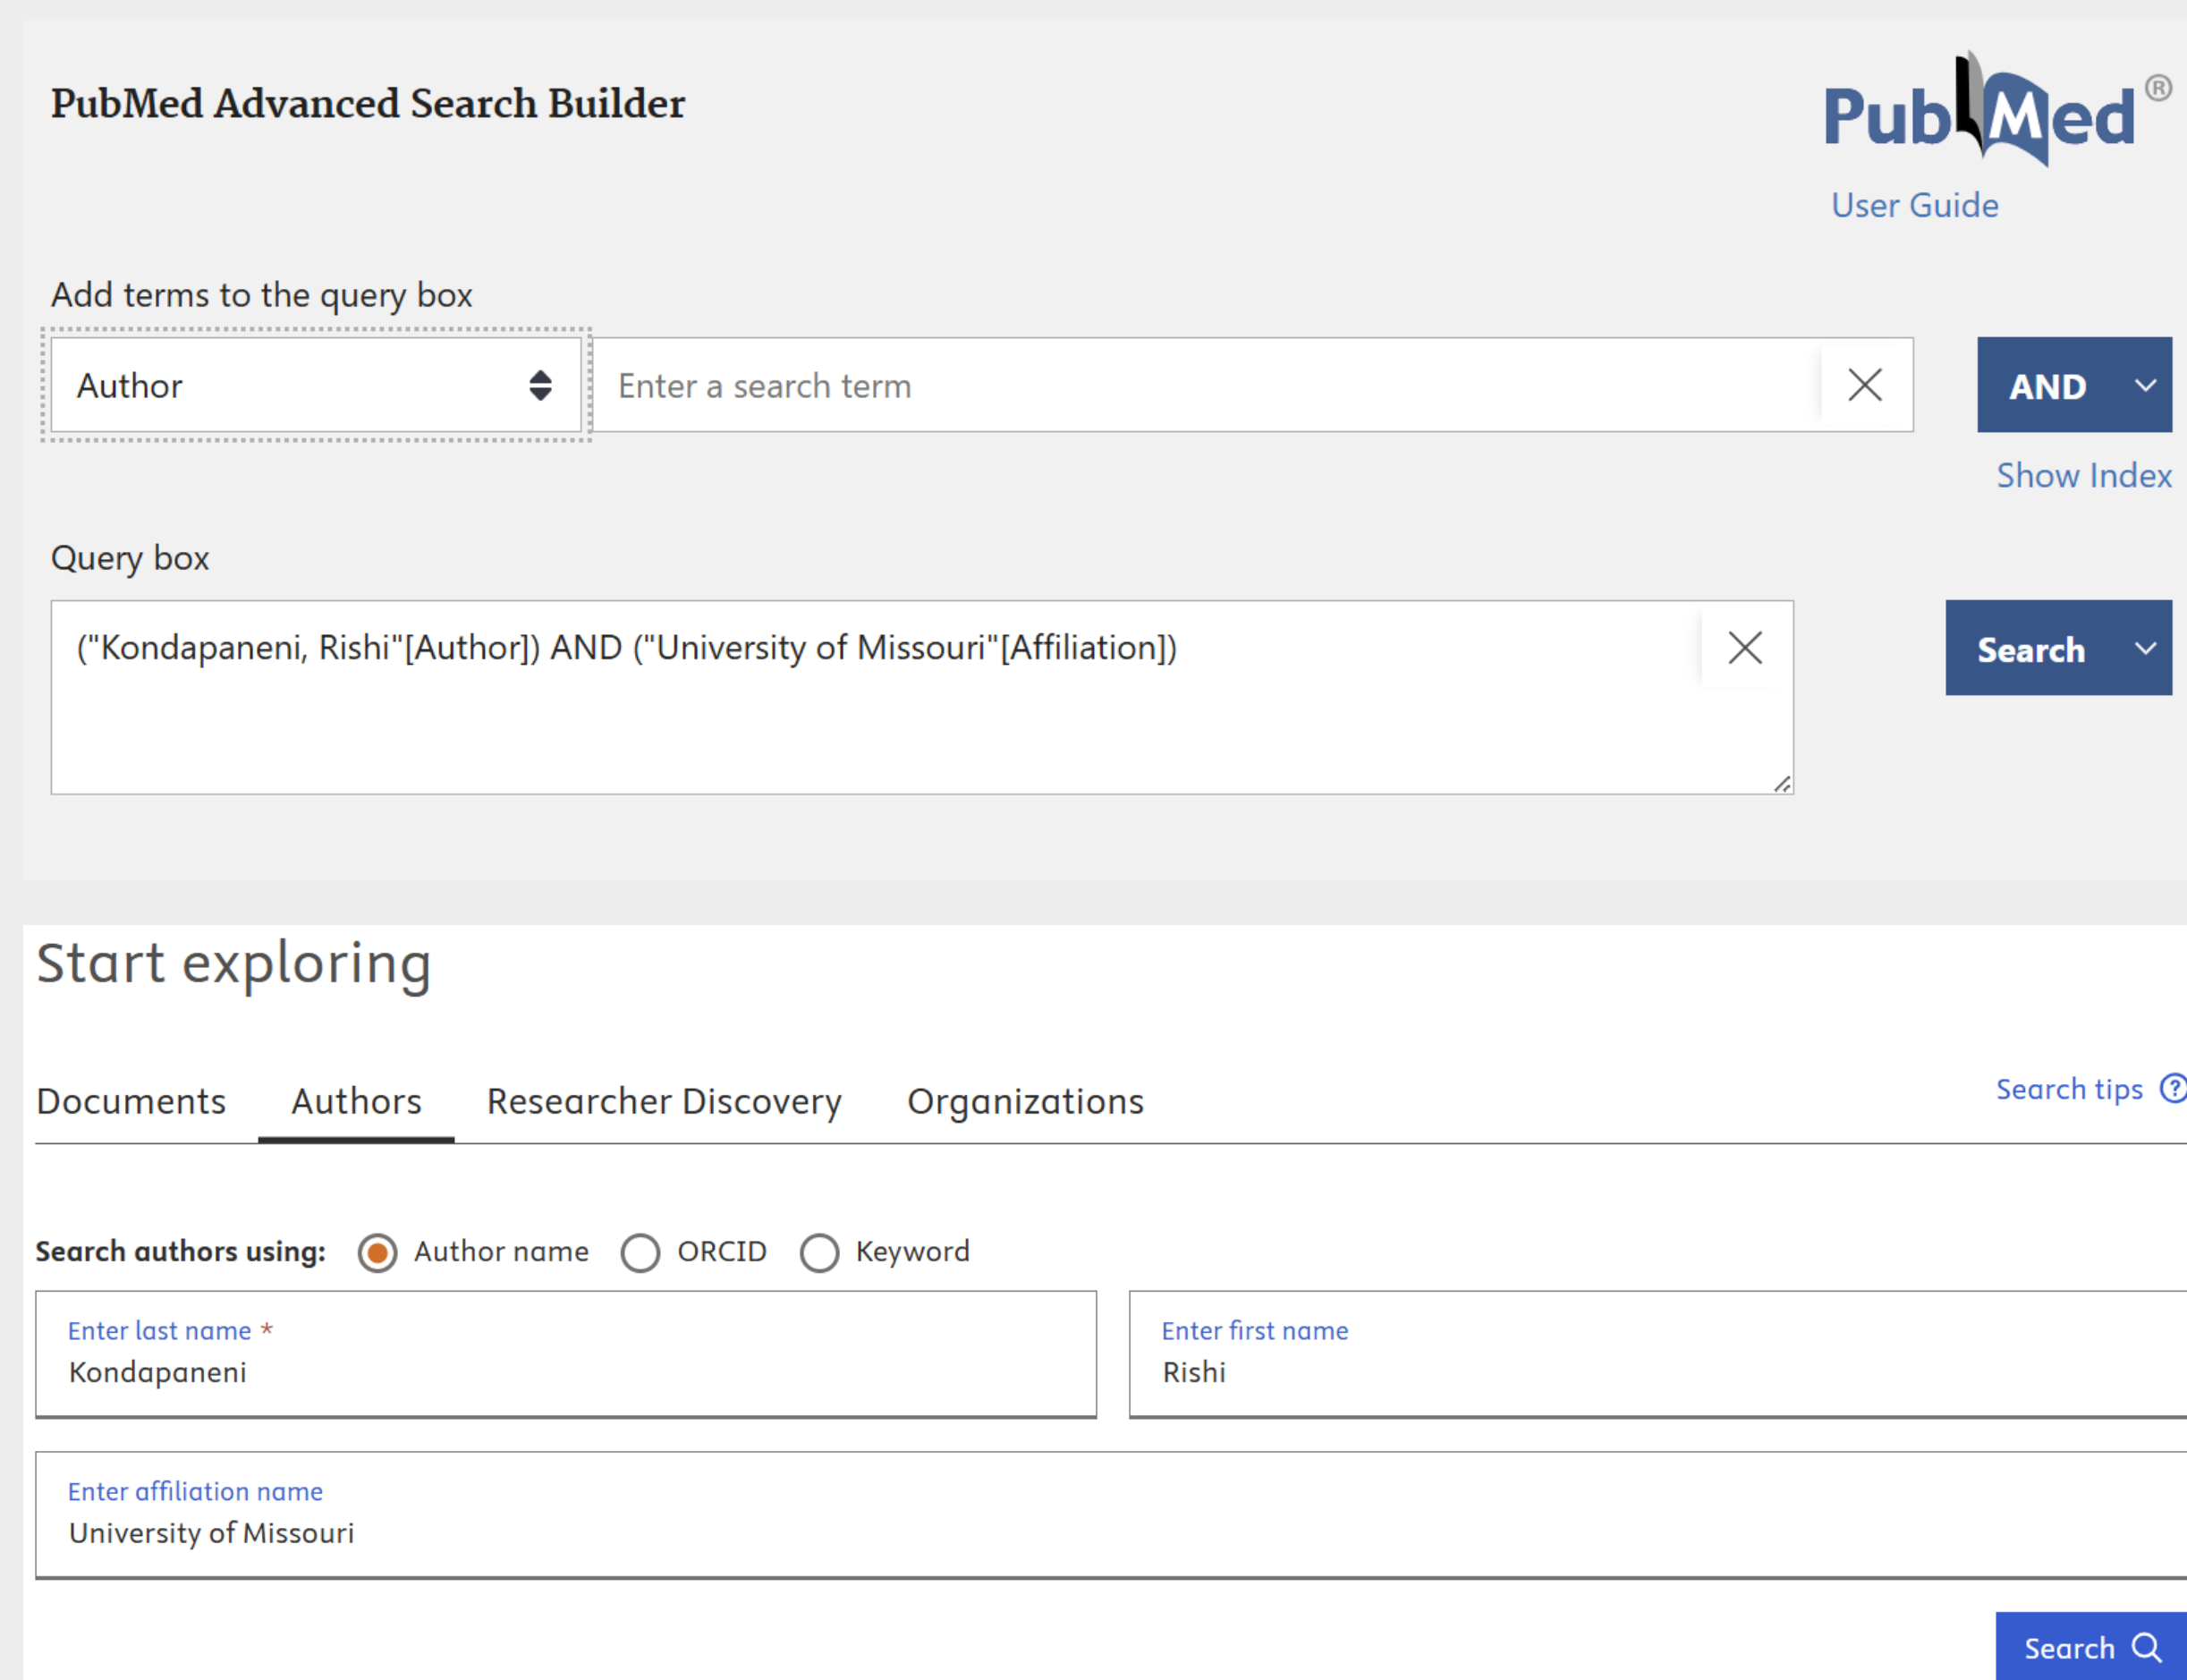 PubMed Advanced Search Builder
PubMed®
User Guide
Add terms to the query box
Author
Enter a search term
AND
Show Index
Query box
("Kondapaneni, Rishi"[Author]) AND ("University of Missouri"[Affiliation])
Search
Start exploring
Documents Authors Researcher Discovery Organizations
Search tips ?
Search authors using: Author name ORCID Keyword
Enter last name *
Kondapaneni
Enter first name
Rishi
Enter affiliation name
University of Missouri
Search